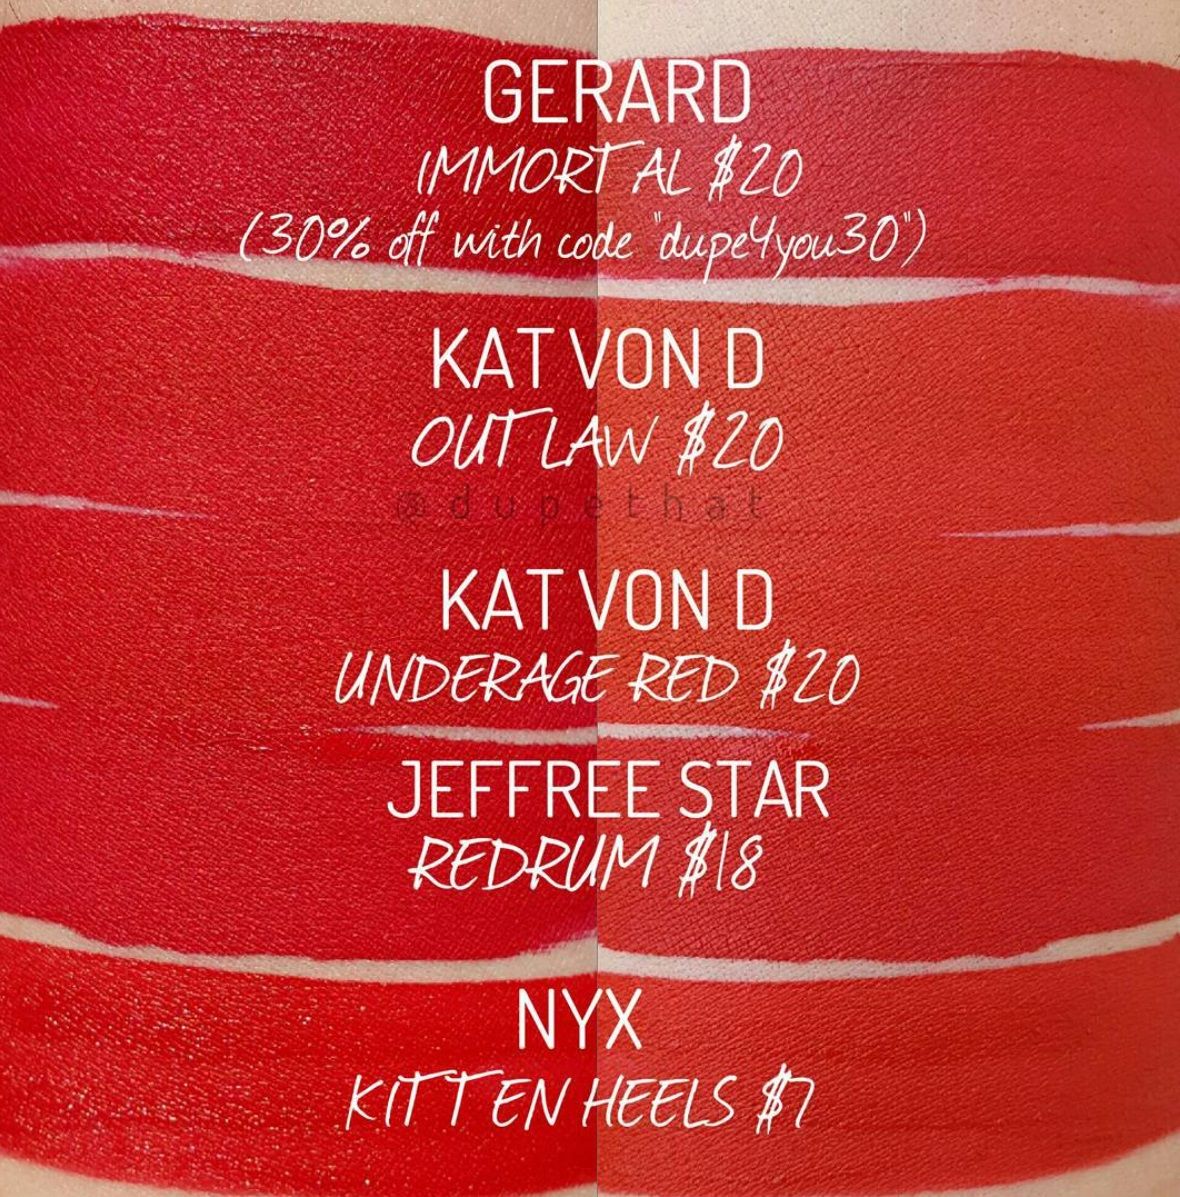 GERARD
IMMORTAL $20
(30% off with code "dupe4you30")
KAT VON D
OUTLAW $20
@dupethat
KAT VON D
UNDERAGE RED $20
JEFFREE STAR
REDRUM $18
NYX
KITTEN HEELS $7